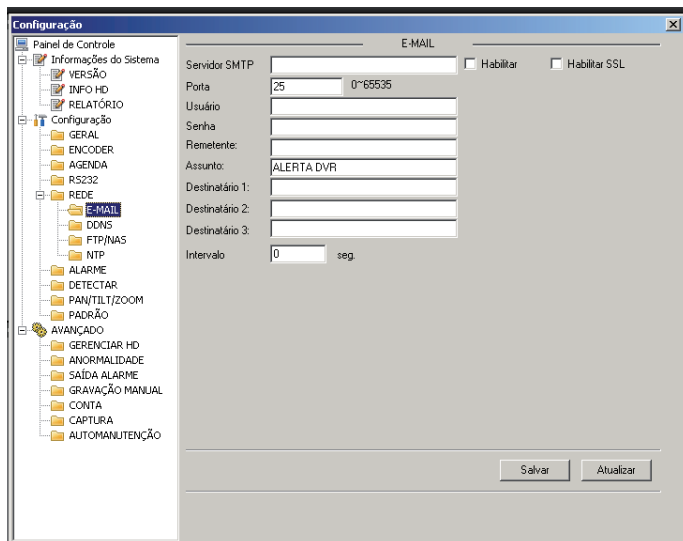 Configuração
Painel de Controle
Informações do Sistema
VERSÃO
INFO HD
RELATÓRIO
Configuração
GERAL
ENCODER
AGENDA
RS232
REDE
E-MAIL
DDNS
FTP/NAS
NTP
ALARME
DETECTAR
PAN/TILT/ZOOM
PADRÃO
AVANÇADO
GERENCIAR HD
ANORMALIDADE
SAÍDA ALARME
GRAVAÇÃO MANUAL
CONTA
CAPTURA
AUTOMANUTENÇÃO
E-MAIL
Servidor SMTP Habilitar Habilitar SSL
Porta 25 0~65535
Usuário
Senha
Remetente:
Assunto: ALERTA DVR
Destinatário 1:
Destinatário 2:
Destinatário 3:
Intervalo 0 seg.
Salvar Atualizar